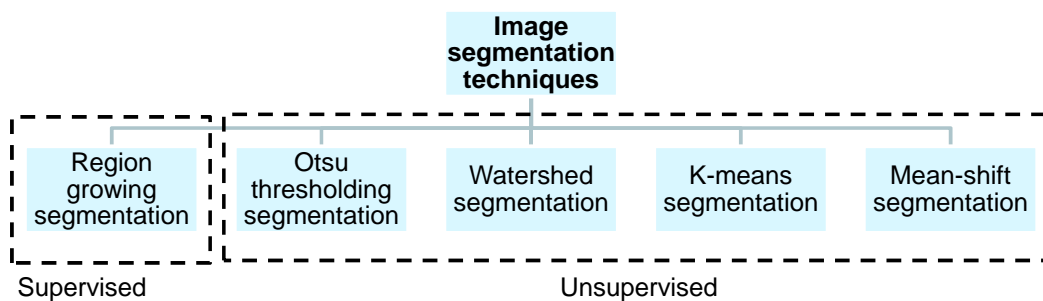 Image
segmentation
techniques
Region
growing
segmentation
Otsu
thresholding
segmentation
Watershed
segmentation
K-means
segmentation
Mean-shift
segmentation
Supervised
Unsupervised